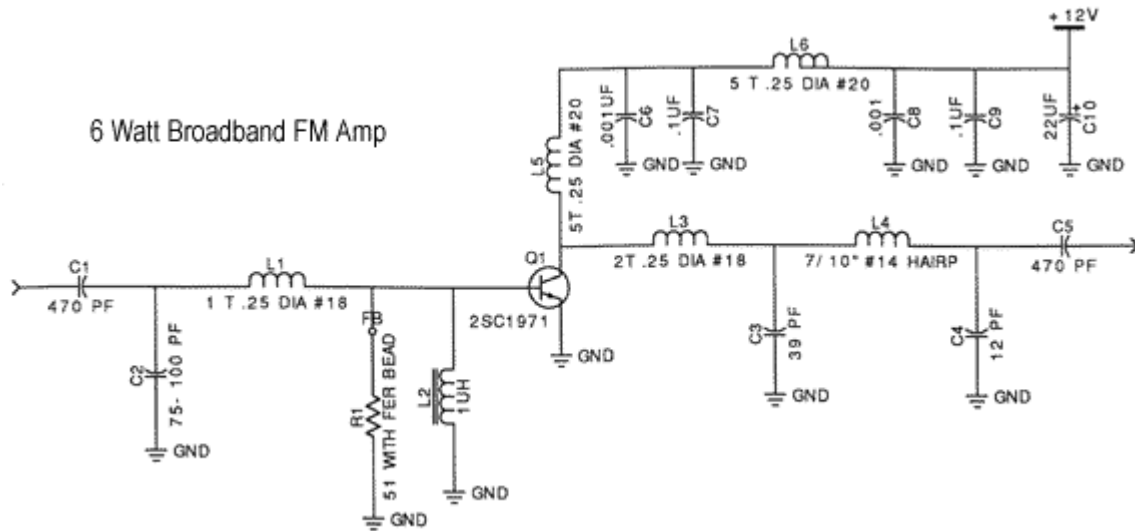 + 12V
L6
5 T .25 DIA #20
.001UF
C6
GND
.1UF
C7
GND
.001
C8
GND
.1UF
C9
GND
22UF
+
C10
GND
6 Watt Broadband FM Amp
L5
5T .25 DIA #20
L3
2T .25 DIA #18
L4
7/10" #14 HAIRP
C5
470 PF
C1
470 PF
L1
1 T .25 DIA #18
Q1
2SC1971
GND
C2
75- 100 PF
GND
FB
R1
51 WITH FER BEAD
GND
L2
1UH
GND
C3
39 PF
GND
C4
12 PF
GND